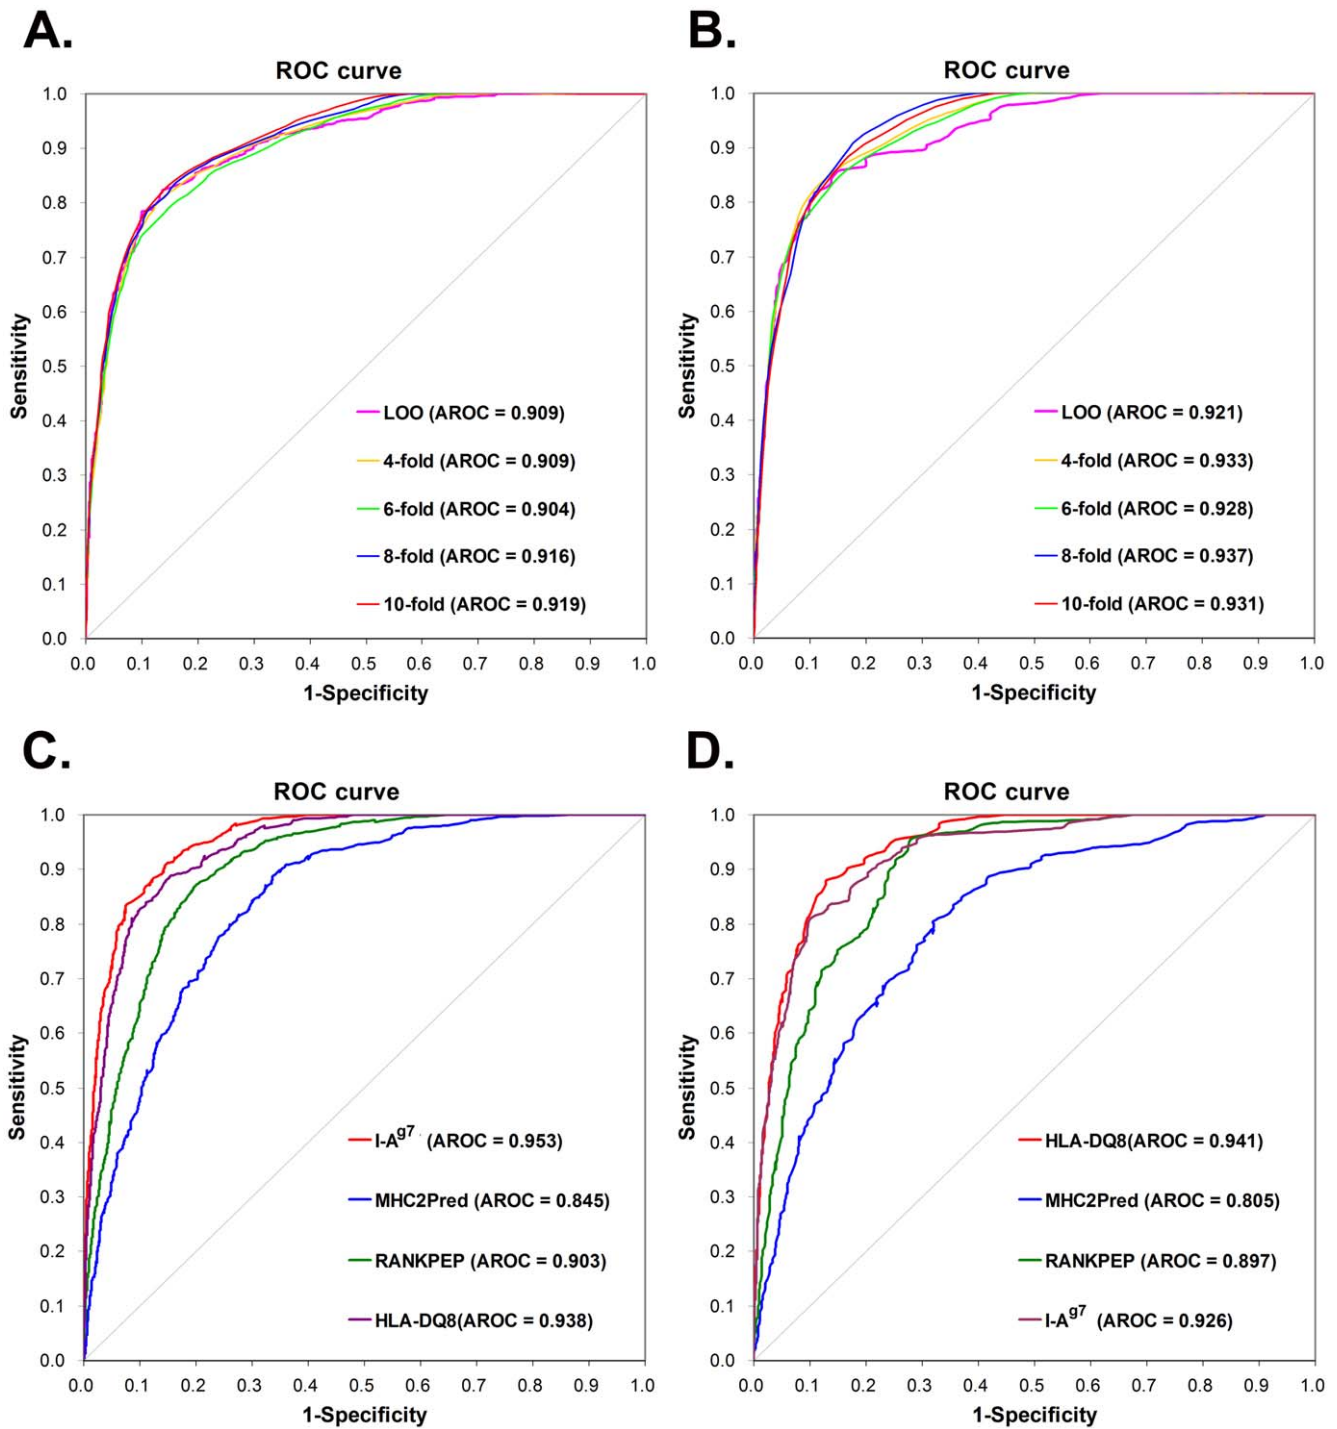 A.
ROC curve
1.0
0.9
0.8
0.7
0.6
0.5
0.4
0.3
0.2
0.1
0.0
Sensitivity
LOO (AROC = 0.909)
4-fold (AROC = 0.909)
6-fold (AROC = 0.904)
8-fold (AROC = 0.916)
10-fold (AROC = 0.919)
0.0 0.1 0.2 0.3 0.4 0.5 0.6 0.7 0.8 0.9 1.0
1-Specificity
B.
ROC curve
1.0
0.9
0.8
0.7
0.6
0.5
0.4
0.3
0.2
0.1
0.0
Sensitivity
LOO (AROC = 0.921)
4-fold (AROC = 0.933)
6-fold (AROC = 0.928)
8-fold (AROC = 0.937)
10-fold (AROC = 0.931)
0.0 0.1 0.2 0.3 0.4 0.5 0.6 0.7 0.8 0.9 1.0
1-Specificity
C.
ROC curve
1.0
0.9
0.8
0.7
0.6
0.5
0.4
0.3
0.2
0.1
0.0
Sensitivity
I-Ag7 (AROC = 0.953)
MHC2Pred (AROC = 0.845)
RANKPEP (AROC = 0.903)
HLA-DQ8(AROC = 0.938)
0.0 0.1 0.2 0.3 0.4 0.5 0.6 0.7 0.8 0.9 1.0
1-Specificity
D.
ROC curve
1.0
0.9
0.8
0.7
0.6
0.5
0.4
0.3
0.2
0.1
0.0
Sensitivity
HLA-DQ8(AROC = 0.941)
MHC2Pred (AROC = 0.805)
RANKPEP (AROC = 0.897)
I-Ag7 (AROC = 0.926)
0.0 0.1 0.2 0.3 0.4 0.5 0.6 0.7 0.8 0.9 1.0
1-Specificity